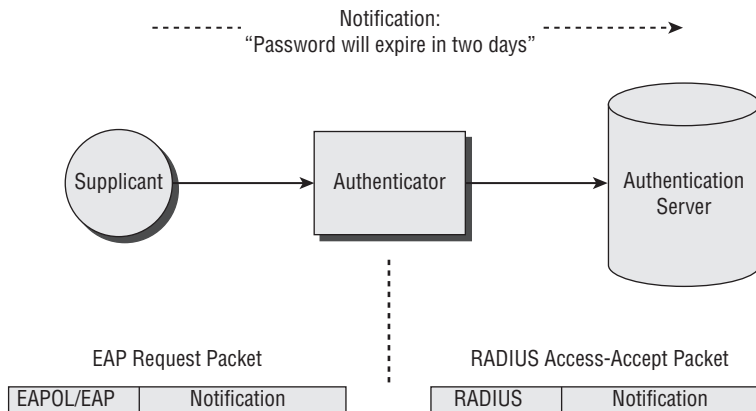 Notification:
“Password will expire in two days”
Supplicant
Authenticator
Authentication
Server
EAP Request Packet
RADIUS Access-Accept Packet
EAPOL/EAP Notification
RADIUS Notification